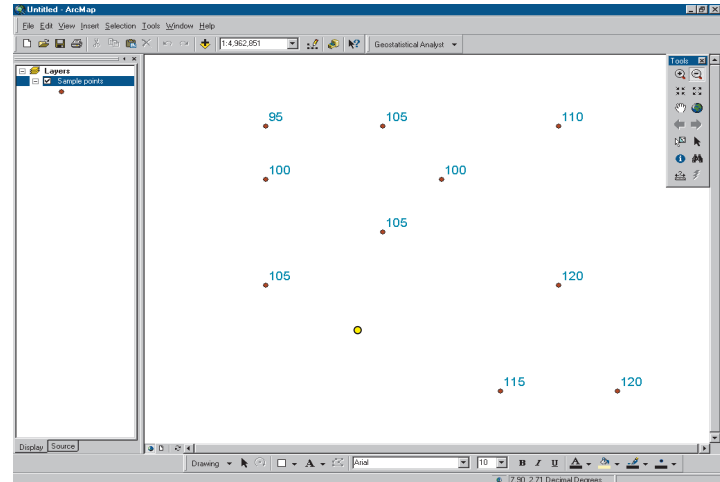 Untitled - ArcMap
File Edit View Insert Selection Tools Window Help
1:4,962,851 Geostatistical Analyst
Layers
Sample points
Tools
95 105 110
100 100
105
105 120
115 120
Display Source
Drawing A Arial 10 B I U A
7.90 2.71 Decimal Degrees